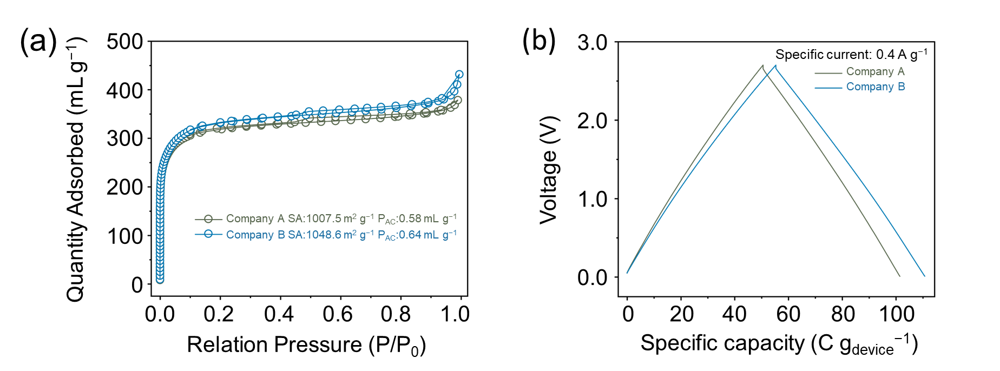 (a)
Quantity Adsorbed (mL g⁻¹)
500
400
300
200
100
0
Company A SA:1007.5 m² g⁻¹ P_AC:0.58 mL g⁻¹
Company B SA:1048.6 m² g⁻¹ P_AC:0.64 mL g⁻¹
0.0 0.2 0.4 0.6 0.8 1.0
Relation Pressure (P/P₀)
(b)
Voltage (V)
3.0
2.0
1.0
0.0
Specific current: 0.4 A g⁻¹
Company A
Company B
0 20 40 60 80 100
Specific capacity (C g_device⁻¹)